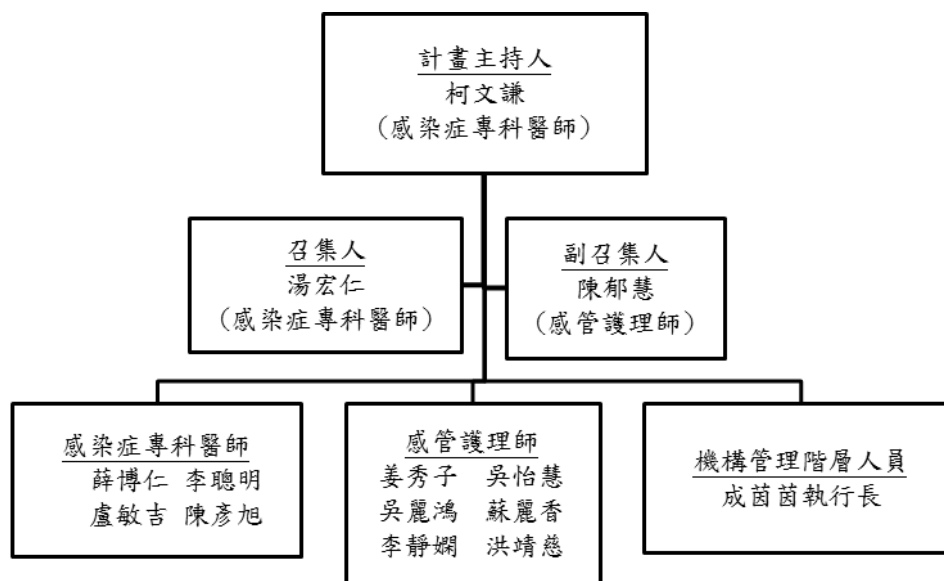 計畫主持人
柯文謙
(感染症專科醫師)
召集人
湯宏仁
(感染症專科醫師)
副召集人
陳郁慧
(感管護理師)
感染症專科醫師
薛博仁 李聰明
盧敏吉 陳彥旭
感管護理師
姜秀子 吳怡慧
吳麗鴻 蘇麗香
李靜嫻 洪靖慈
機構管理階層人員
成茵茵執行長